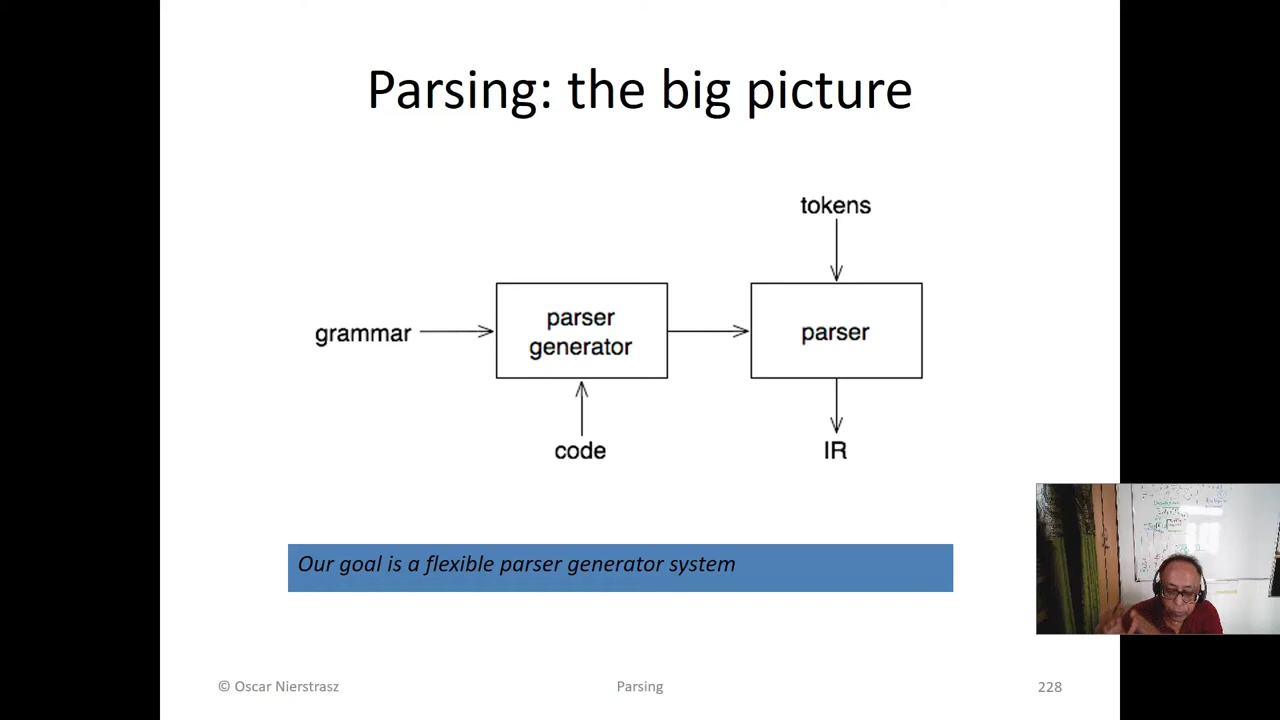 Parsing: the big picture
tokens
grammar
parser
generator
parser
code
IR
Our goal is a flexible parser generator system
© Oscar Nierstrasz
Parsing
228